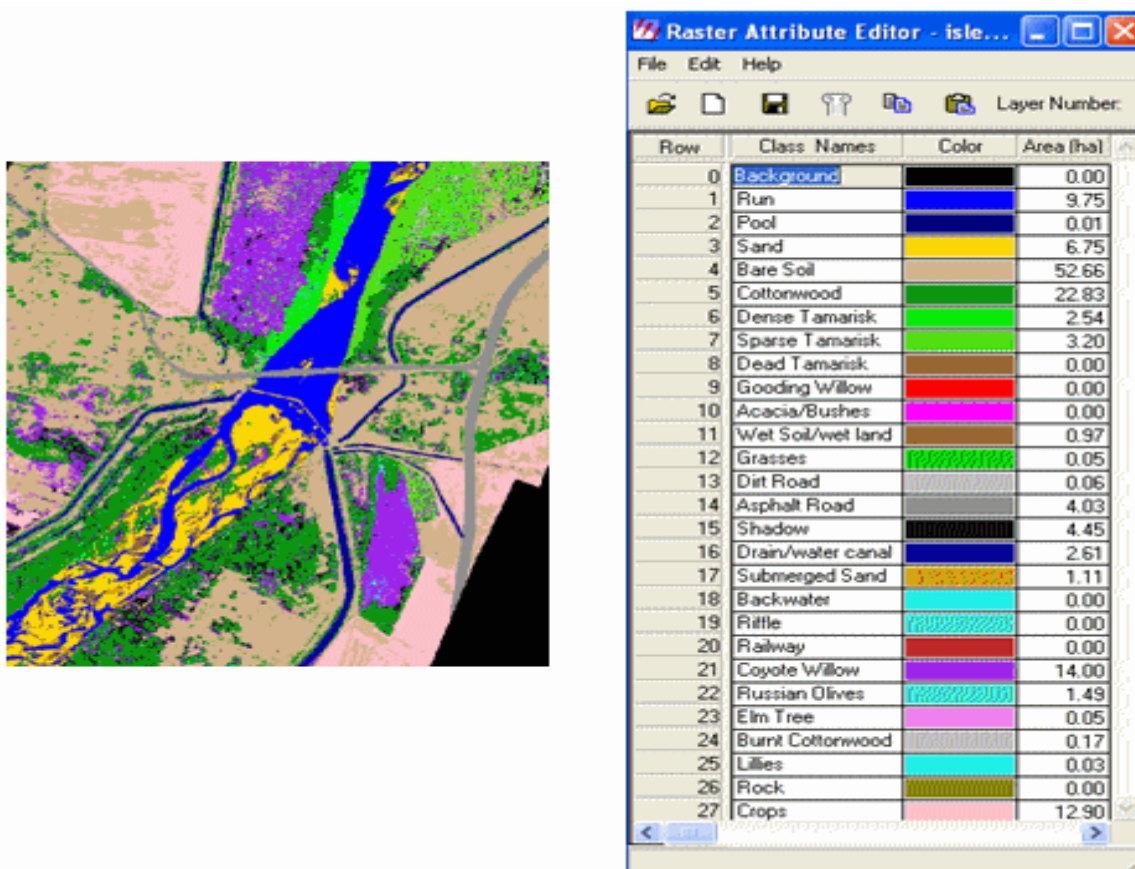 Raster Attribute Editor - isle...
File Edit Help
Layer Number:
Row Class Names Color Area (ha)
0 Background 0.00
1 Run 9.75
2 Pool 0.01
3 Sand 6.75
4 Bare Soil 52.66
5 Cottonwood 22.83
6 Dense Tamarisk 2.54
7 Sparse Tamarisk 3.20
8 Dead Tamarisk 0.00
9 Gooding Willow 0.00
10 Acacia/Bushes 0.00
11 Wet Soil/wet land 0.97
12 Grasses 0.05
13 Dirt Road 0.06
14 Asphalt Road 4.03
15 Shadow 4.45
16 Drain/water canal 2.61
17 Submerged Sand 1.11
18 Backwater 0.00
19 Riffle 0.00
20 Railway 0.00
21 Coyote Willow 14.00
22 Russian Olives 1.49
23 Elm Tree 0.05
24 Burnt Cottonwood 0.17
25 Lillies 0.03
26 Rock 0.00
27 Crops 12.90